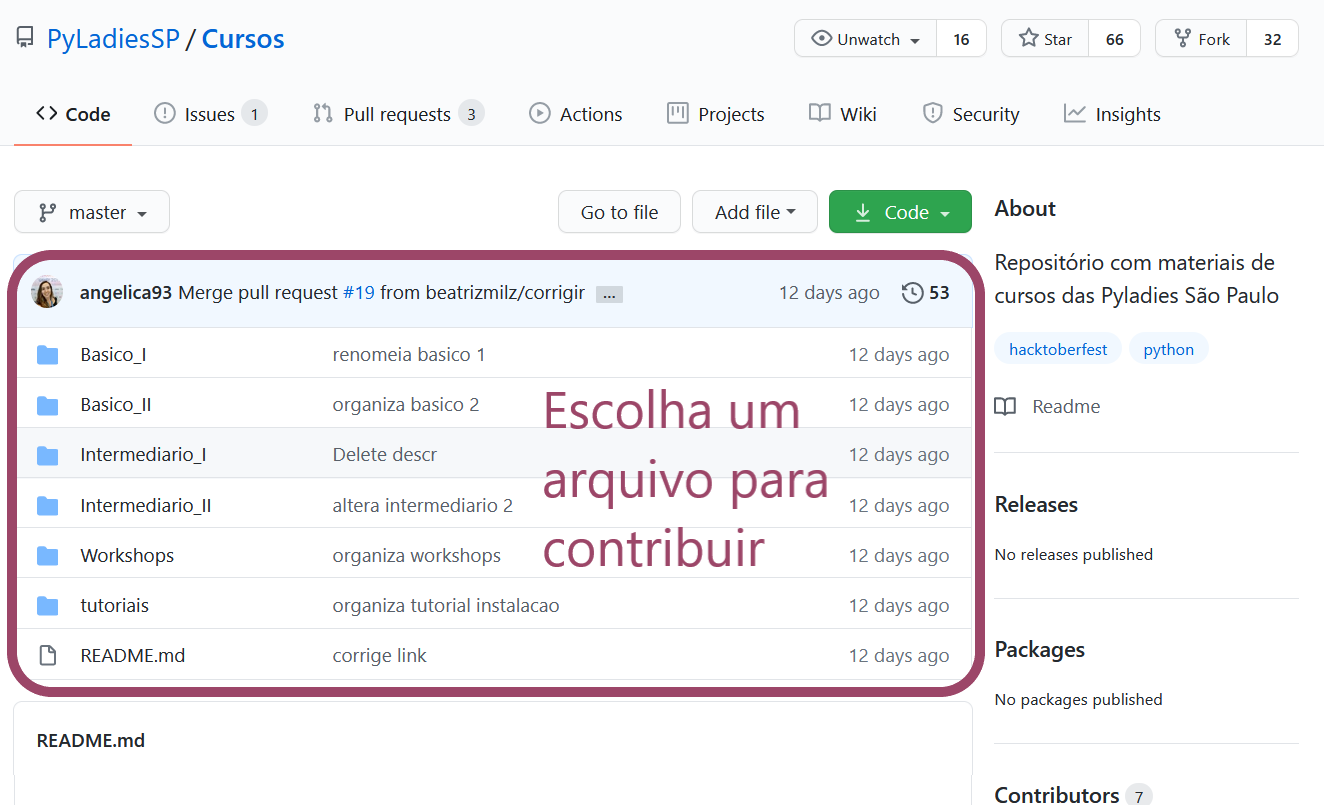 PyLadiesSP / Cursos
Unwatch 16
Star 66
Fork 32
Code
Issues 1
Pull requests 3
Actions
Projects
Wiki
Security
Insights
master
Go to file
Add file
Code
angelica93 Merge pull request #19 from beatrizmilz/corrigir ... 12 days ago 53
Basico_I renomeia basico 1 12 days ago
Basico_II organiza basico 2 12 days ago
Intermediario_I Delete descr 12 days ago
Intermediario_II altera intermediario 2 12 days ago
Workshops organiza workshops 12 days ago
tutoriais organiza tutorial instalacao 12 days ago
README.md corrige link 12 days ago
Escolha um
arquivo para
contribuir
README.md
About
Repositório com materiais de
cursos das Pyladies São Paulo
hacktoberfest python
Readme
Releases
No releases published
Packages
No packages published
Contributors 7